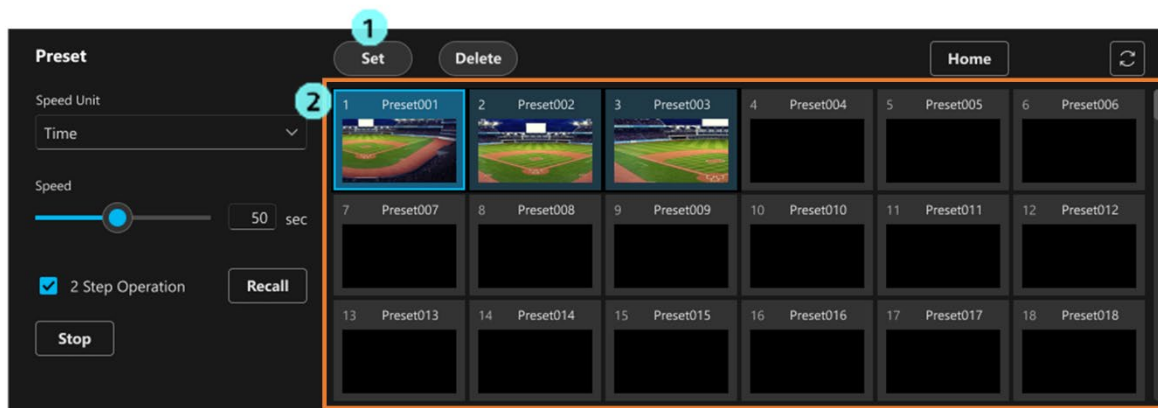 1
Preset
Set
Delete
Home
2
Speed Unit
Time
Speed
50 sec
2 Step Operation
Recall
Stop
1 Preset001
2 Preset002
3 Preset003
4 Preset004
5 Preset005
6 Preset006
7 Preset007
8 Preset008
9 Preset009
10 Preset010
11 Preset011
12 Preset012
13 Preset013
14 Preset014
15 Preset015
16 Preset016
17 Preset017
18 Preset018